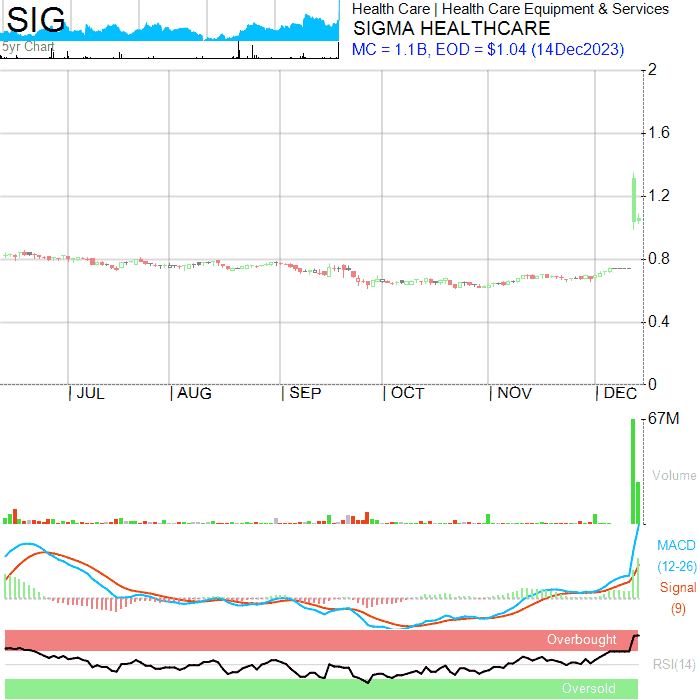 SIG
5yr Chart
Health Care | Health Care Equipment & Services
SIGMA HEALTHCARE
MC = 1.1B, EOD = $1.04 (14Dec2023)
2
1.6
1.2
0.8
0.4
0
| JUL | AUG | SEP | OCT | NOV | DEC
67M
Volume
MACD
(12-26)
Signal
(9)
Overbought
RSI(14)
Oversold